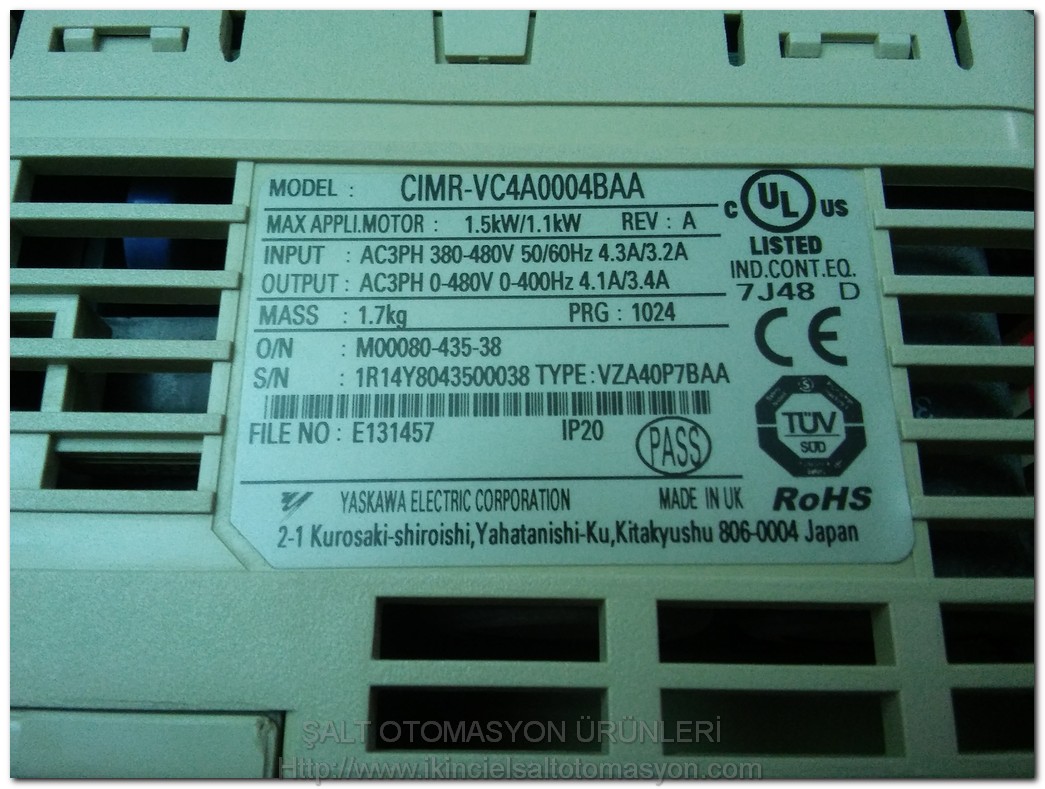 MODEL : CIMR-VC4A0004BAA
MAX APPLI.MOTOR : 1.5kW/1.1kW REV : A
INPUT : AC3PH 380-480V 50/60Hz 4.3A/3.2A
OUTPUT : AC3PH 0-480V 0-400Hz 4.1A/3.4A
MASS : 1.7kg PRG : 1024
O/N : M00080-435-38
S/N : 1R14Y8043500038 TYPE : VZA40P7BAA
FILE NO : E131457 IP20 PASS
C UL US
LISTED
IND.CONT.EQ.
7J48 D
CE
TÜV
SÜD
RoHS
YASKAWA ELECTRIC CORPORATION MADE IN UK
2-1 Kurosaki-shiroishi,Yahatanishi-Ku,Kitakyushu 806-0004 Japan
ŞALT OTOMASYON ÜRÜNLERİ
Http://www.ikincielsaltotomasyon.com